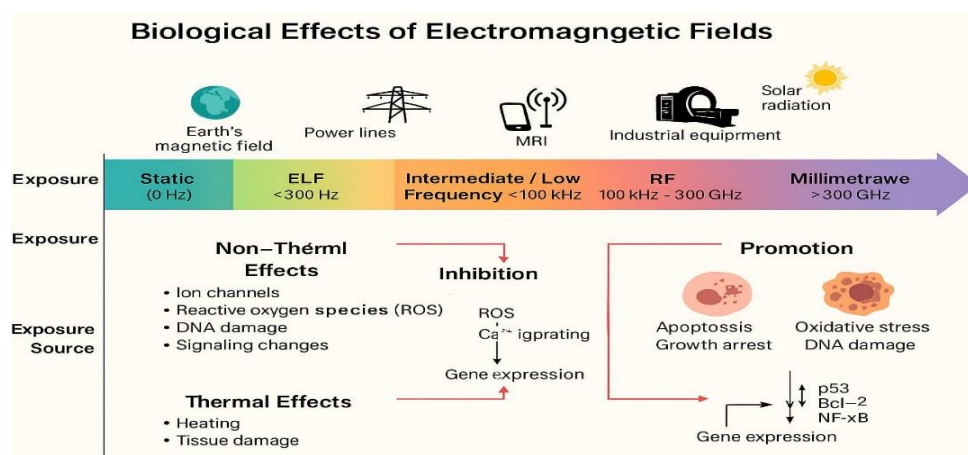 Biological Effects of Electromagngetic Fields
Earth's
magnetic field
Power lines
MRI
Industrial equiprment
Solar
radiation
Exposure
Static
(0 Hz)
ELF
<300 Hz
Intermediate / Low
Frequency <100 kHz
RF
100 kHz - 300 GHz
Millimetrawe
>300 GHz
Exposure
Exposure
Source
Non–Thérml
Effects
• Ion channels
• Reactive oxygen species (ROS)
• DNA damage
• Signaling changes
Thermal Effects
• Heating
• Tissue damage
Inhibition
ROS
igprating
Gene expression
Promotion
Apoptossis
Growth arrest
Oxidative stress
DNA damage
p53
Bcl–2
NF-xB
Gene expression